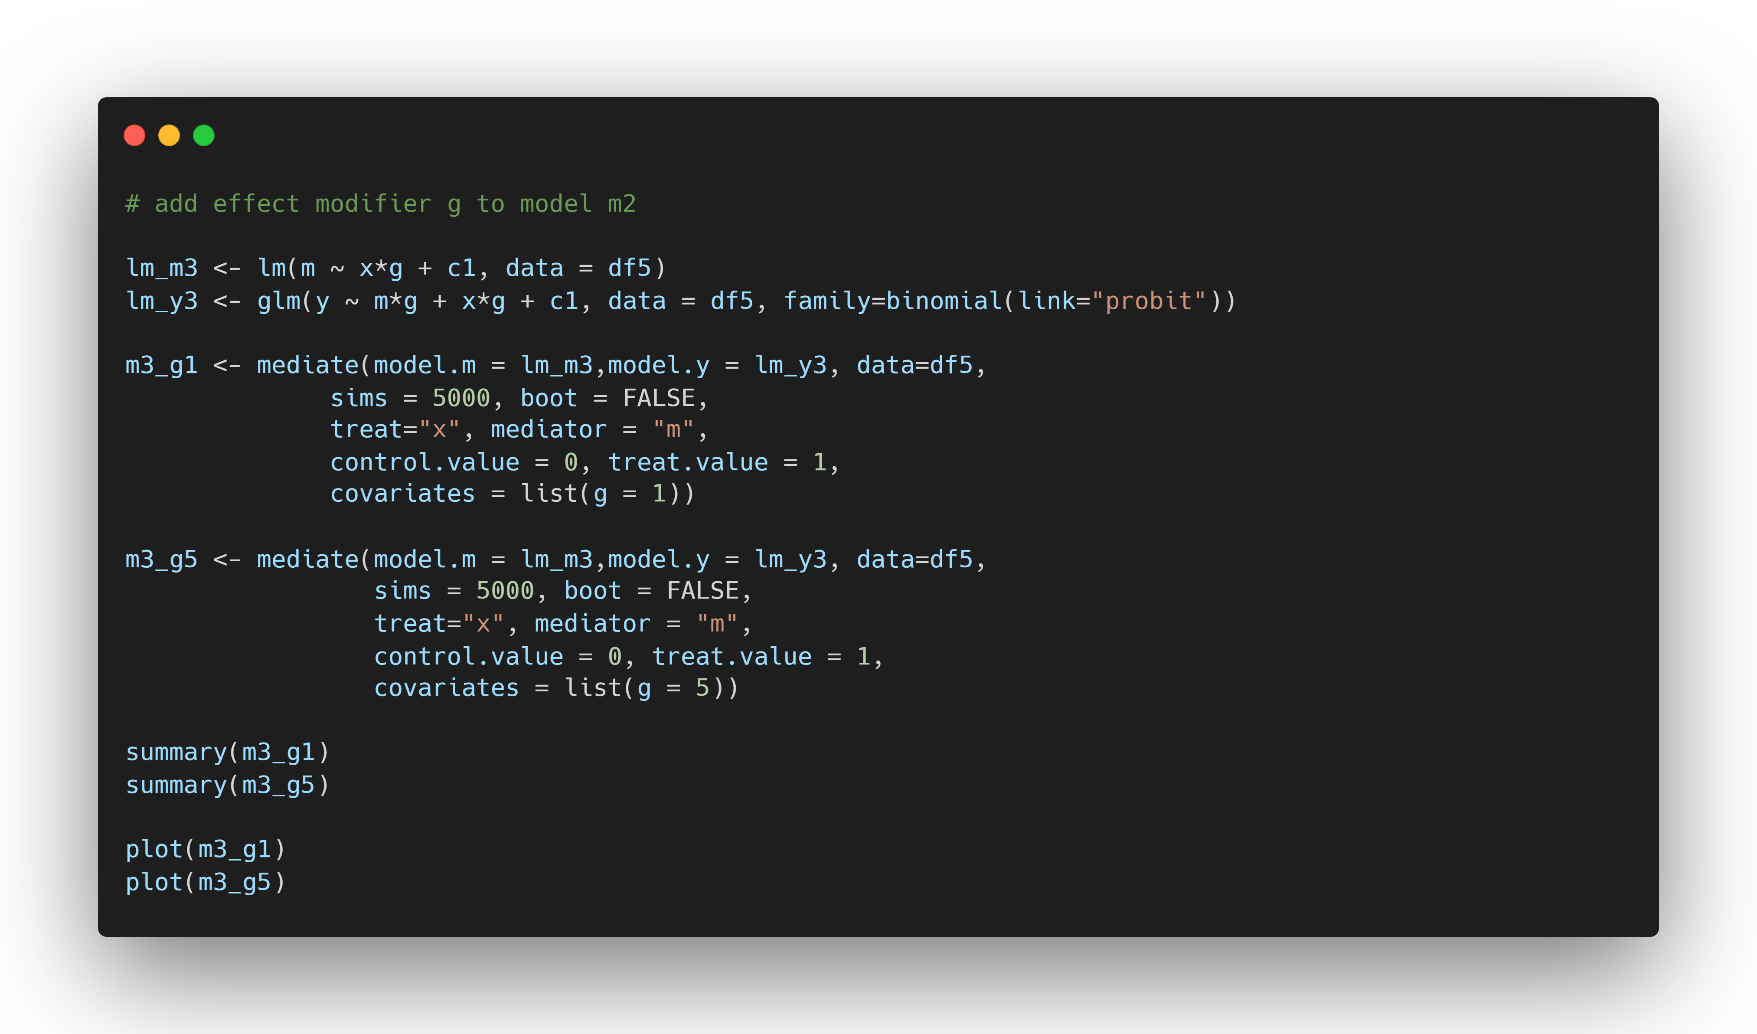 # add effect modifier g to model m2
lm_m3 <- lm(m ~ x*g + c1, data = df5)
lm_y3 <- glm(y ~ m*g + x*g + c1, data = df5, family=binomial(link="probit"))
m3_g1 <- mediate(model.m = lm_m3,model.y = lm_y3, data=df5,
sims = 5000, boot = FALSE,
treat="x", mediator = "m",
control.value = 0, treat.value = 1,
covariates = list(g = 1))
m3_g5 <- mediate(model.m = lm_m3,model.y = lm_y3, data=df5,
sims = 5000, boot = FALSE,
treat="x", mediator = "m",
control.value = 0, treat.value = 1,
covariates = list(g = 5))
summary(m3_g1)
summary(m3_g5)
plot(m3_g1)
plot(m3_g5)